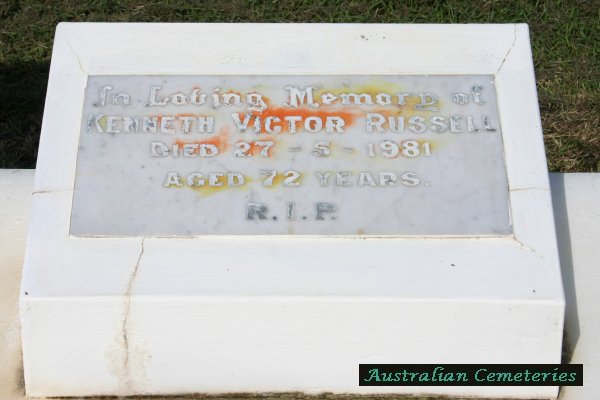 In Loving Memory of
KENNETH VICTOR RUSSELL
DIED 27 - 5 - 1981
AGED 72 YEARS.
R.I.P.
Australian Cemeteries